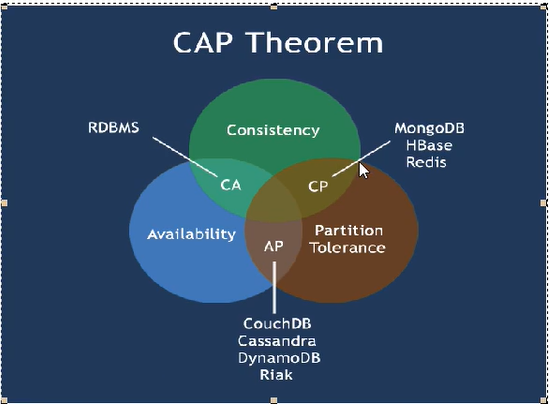 CAP Theorem
RDBMS
Consistency
MongoDB
HBase
Redis
CA
CP
Availability
Partition
Tolerance
AP
CouchDB
Cassandra
DynamoDB
Riak